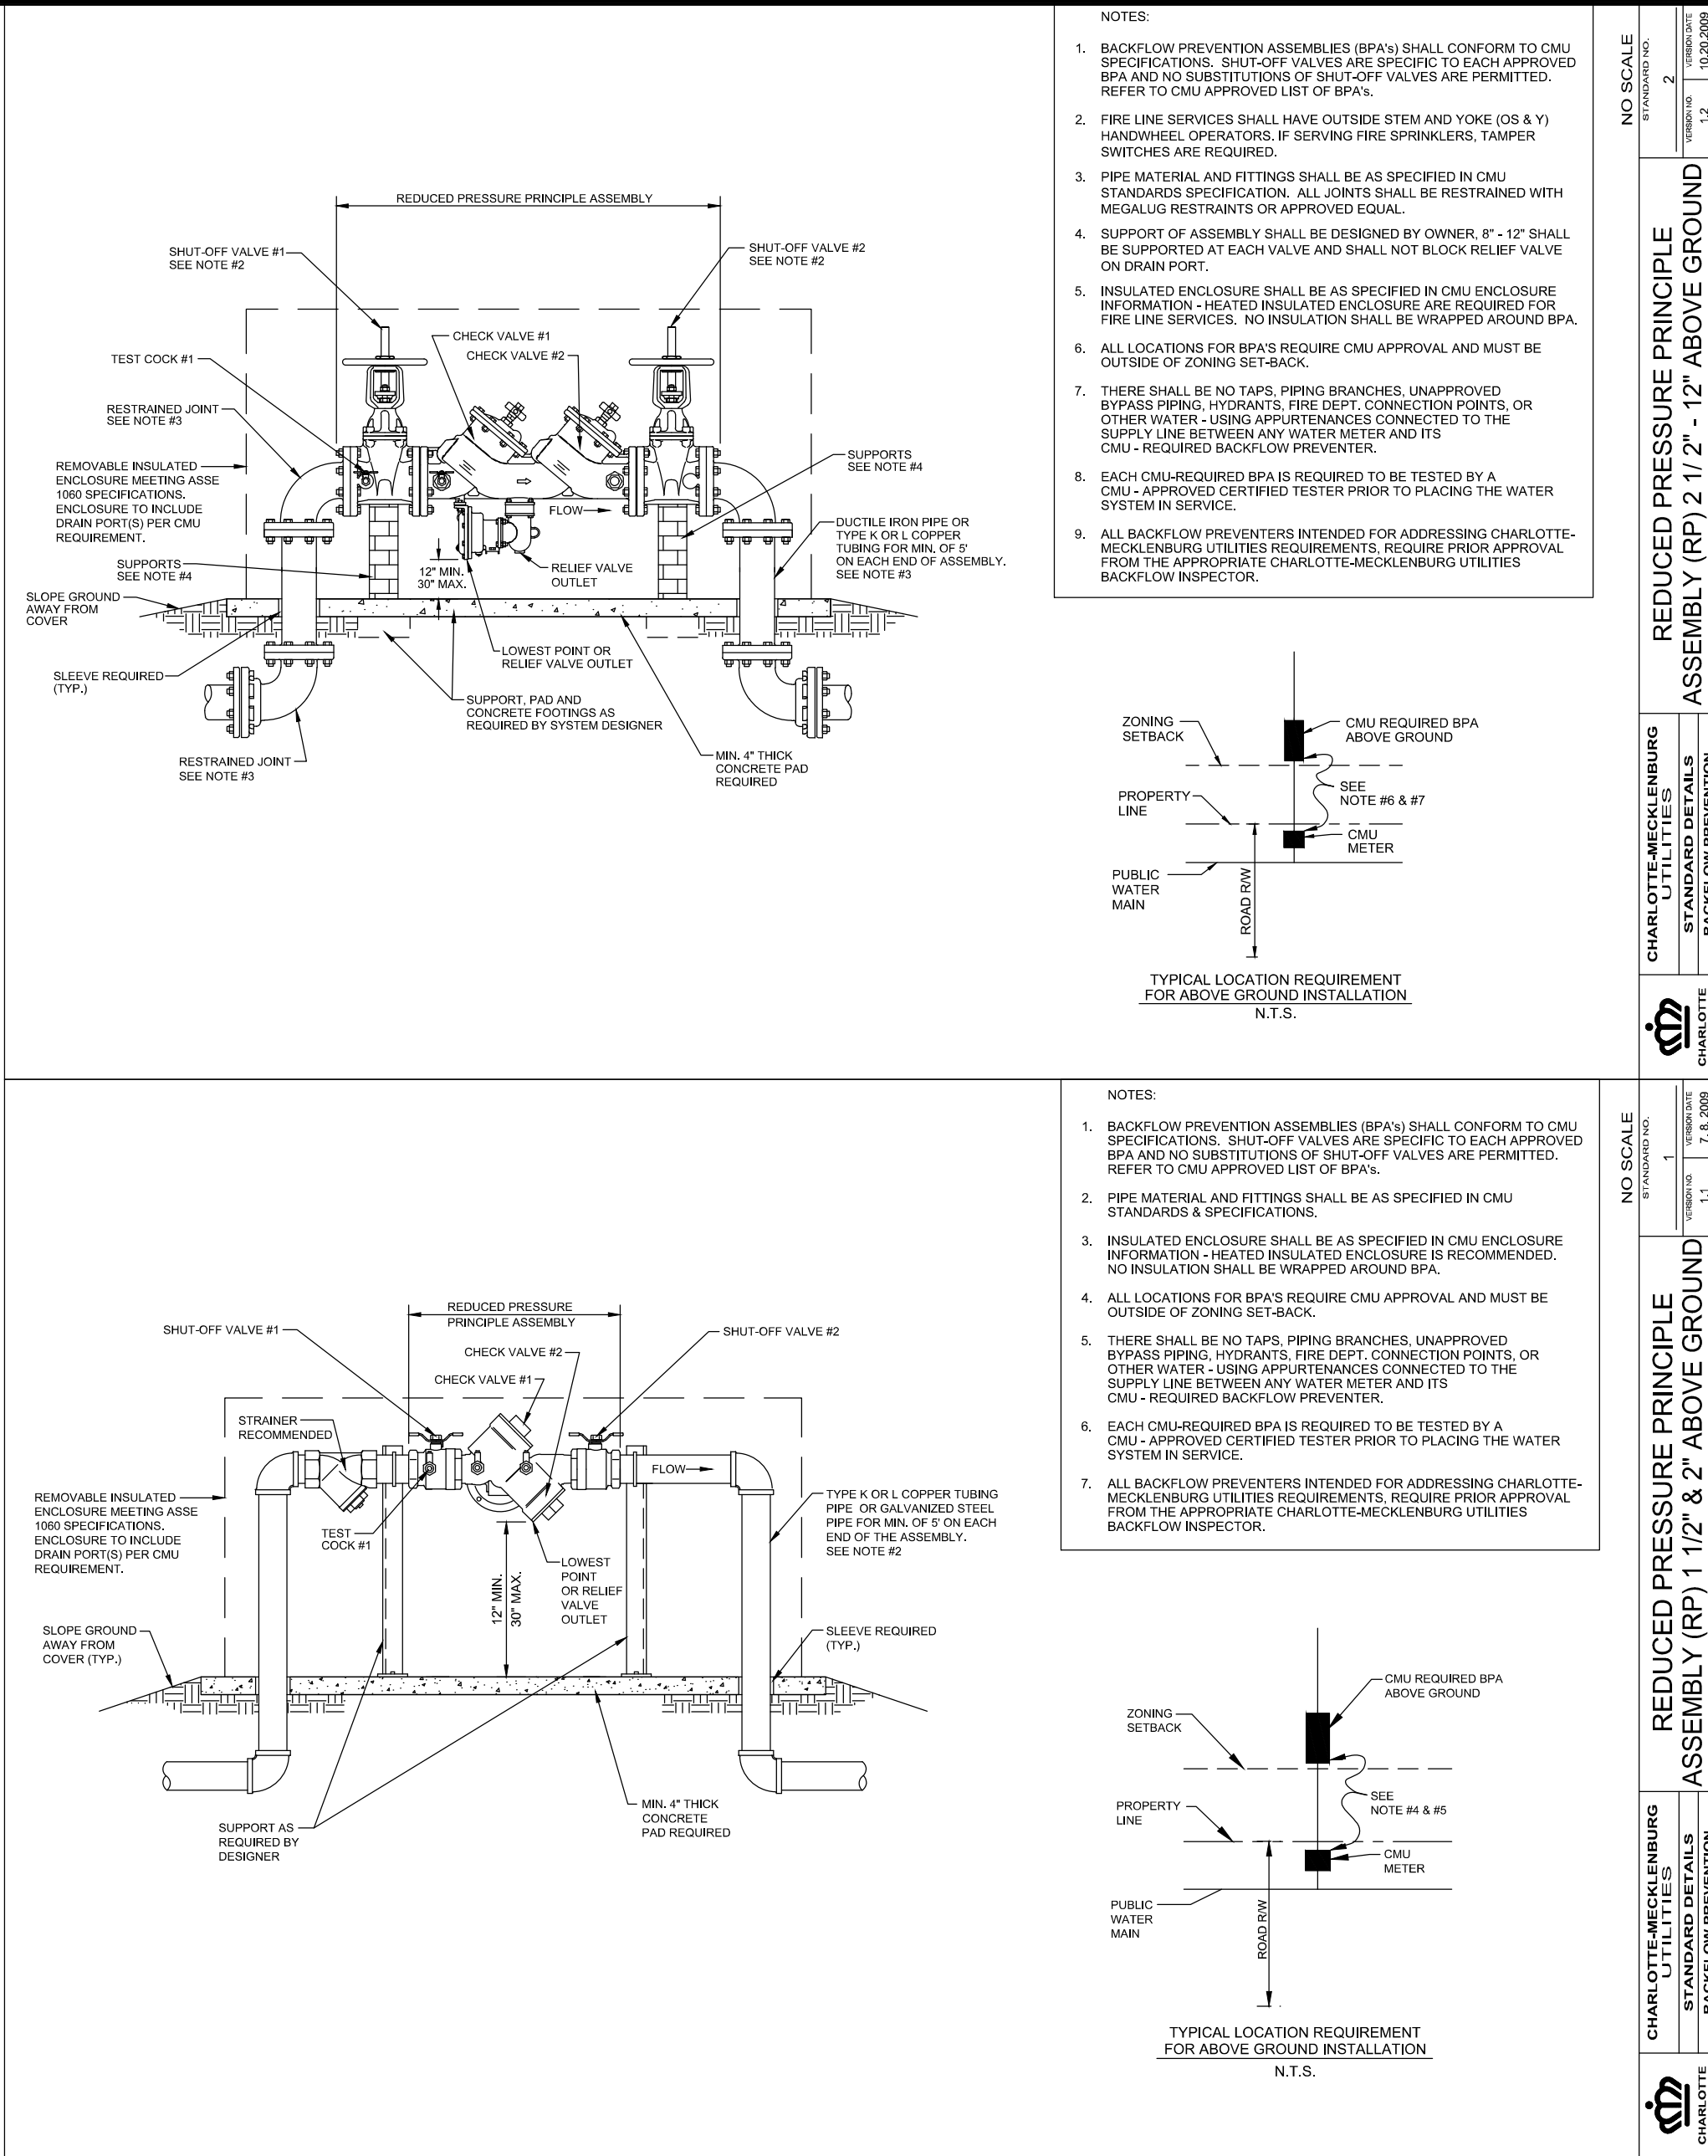 REDUCED PRESSURE PRINCIPLE ASSEMBLY
SHUT-OFF VALVE #1
SEE NOTE #2
SHUT-OFF VALVE #2
SEE NOTE #2
CHECK VALVE #1
CHECK VALVE #2
TEST COCK #1
RESTRAINED JOINT
SEE NOTE #3
REMOVABLE INSULATED
ENCLOSURE MEETING ASSE
1060 SPECIFICATIONS.
ENCLOSURE TO INCLUDE
DRAIN PORT(S) PER CMU
REQUIREMENT.
SUPPORTS
SEE NOTE #4
FLOW
DUCTILE IRON PIPE OR
TYPE K OR L COPPER
TUBING FOR MIN. OF 5'
ON EACH END OF ASSEMBLY.
SEE NOTE #3
SUPPORTS
SEE NOTE #4
12" MIN.
30" MAX.
RELIEF VALVE
OUTLET
SLOPE GROUND
AWAY FROM
COVER
LOWEST POINT OR
RELIEF VALVE OUTLET
SLEEVE REQUIRED
(TYP.)
SUPPORT, PAD AND
CONCRETE FOOTINGS AS
REQUIRED BY SYSTEM DESIGNER
RESTRAINED JOINT
SEE NOTE #3
MIN. 4" THICK
CONCRETE PAD
REQUIRED
NOTES:
1. BACKFLOW PREVENTION ASSEMBLIES (BPA's) SHALL CONFORM TO CMU
SPECIFICATIONS. SHUT-OFF VALVES ARE SPECIFIC TO EACH APPROVED
BPA AND NO SUBSTITUTIONS OF SHUT-OFF VALVES ARE PERMITTED.
REFER TO CMU APPROVED LIST OF BPA's.
2. FIRE LINE SERVICES SHALL HAVE OUTSIDE STEM AND YOKE (OS & Y)
HANDWHEEL OPERATORS. IF SERVING FIRE SPRINKLERS, TAMPER
SWITCHES ARE REQUIRED.
3. PIPE MATERIAL AND FITTINGS SHALL BE AS SPECIFIED IN CMU
STANDARDS SPECIFICATION. ALL JOINTS SHALL BE RESTRAINED WITH
MEGALUG RESTRAINTS OR APPROVED EQUAL.
4. SUPPORT OF ASSEMBLY SHALL BE DESIGNED BY OWNER, 8" - 12" SHALL
BE SUPPORTED AT EACH VALVE AND SHALL NOT BLOCK RELIEF VALVE
ON DRAIN PORT.
5. INSULATED ENCLOSURE SHALL BE AS SPECIFIED IN CMU ENCLOSURE
INFORMATION - HEATED INSULATED ENCLOSURE ARE REQUIRED FOR
FIRE LINE SERVICES. NO INSULATION SHALL BE WRAPPED AROUND BPA.
6. ALL LOCATIONS FOR BPA'S REQUIRE CMU APPROVAL AND MUST BE
OUTSIDE OF ZONING SET-BACK.
7. THERE SHALL BE NO TAPS, PIPING BRANCHES, UNAPPROVED
BYPASS PIPING, HYDRANTS, FIRE DEPT. CONNECTION POINTS, OR
OTHER WATER - USING APPURTENANCES CONNECTED TO THE
SUPPLY LINE BETWEEN ANY WATER METER AND ITS
CMU - REQUIRED BACKFLOW PREVENTER.
8. EACH CMU-REQUIRED BPA IS REQUIRED TO BE TESTED BY A
CMU - APPROVED CERTIFIED TESTER PRIOR TO PLACING THE WATER
SYSTEM IN SERVICE.
9. ALL BACKFLOW PREVENTERS INTENDED FOR ADDRESSING CHARLOTTE-
MECKLENBURG UTILITIES REQUIREMENTS, REQUIRE PRIOR APPROVAL
FROM THE APPROPRIATE CHARLOTTE-MECKLENBURG UTILITIES
BACKFLOW INSPECTOR.
ZONING
SETBACK
CMU REQUIRED BPA
ABOVE GROUND
PROPERTY
LINE
SEE
NOTE #6 & #7
CMU
METER
PUBLIC
WATER
MAIN
ROAD R/W
TYPICAL LOCATION REQUIREMENT
FOR ABOVE GROUND INSTALLATION
N.T.S.
NO SCALE
STANDARD NO.
2
VERSION NO.
1.2
VERSION DATE
10.20.2009
REDUCED PRESSURE PRINCIPLE
ASSEMBLY (RP) 2 1/ 2" - 12" ABOVE GROUND
CHARLOTTE-MECKLENBURG
UTILITIES
STANDARD DETAILS
BACKFLOW PREVENTION
CHARLOTTE
REDUCED PRESSURE
PRINCIPLE ASSEMBLY
SHUT-OFF VALVE #1
SHUT-OFF VALVE #2
CHECK VALVE #2
CHECK VALVE #1
STRAINER
RECOMMENDED
FLOW
REMOVABLE INSULATED
ENCLOSURE MEETING ASSE
1060 SPECIFICATIONS.
ENCLOSURE TO INCLUDE
DRAIN PORT(S) PER CMU
REQUIREMENT.
TEST
COCK #1
TYPE K OR L COPPER TUBING
PIPE OR GALVANIZED STEEL
PIPE FOR MIN. OF 5' ON EACH
END OF THE ASSEMBLY.
SEE NOTE #2
LOWEST
POINT
OR RELIEF
VALVE
OUTLET
12" MIN.
30" MAX.
SLOPE GROUND
AWAY FROM
COVER (TYP.)
SLEEVE REQUIRED
(TYP.)
SUPPORT AS
REQUIRED BY
DESIGNER
MIN. 4" THICK
CONCRETE
PAD REQUIRED
NOTES:
1. BACKFLOW PREVENTION ASSEMBLIES (BPA's) SHALL CONFORM TO CMU
SPECIFICATIONS. SHUT-OFF VALVES ARE SPECIFIC TO EACH APPROVED
BPA AND NO SUBSTITUTIONS OF SHUT-OFF VALVES ARE PERMITTED.
REFER TO CMU APPROVED LIST OF BPA's.
2. PIPE MATERIAL AND FITTINGS SHALL BE AS SPECIFIED IN CMU
STANDARDS & SPECIFICATIONS.
3. INSULATED ENCLOSURE SHALL BE AS SPECIFIED IN CMU ENCLOSURE
INFORMATION - HEATED INSULATED ENCLOSURE IS RECOMMENDED.
NO INSULATION SHALL BE WRAPPED AROUND BPA.
4. ALL LOCATIONS FOR BPA'S REQUIRE CMU APPROVAL AND MUST BE
OUTSIDE OF ZONING SET-BACK.
5. THERE SHALL BE NO TAPS, PIPING BRANCHES, UNAPPROVED
BYPASS PIPING, HYDRANTS, FIRE DEPT. CONNECTION POINTS, OR
OTHER WATER - USING APPURTENANCES CONNECTED TO THE
SUPPLY LINE BETWEEN ANY WATER METER AND ITS
CMU - REQUIRED BACKFLOW PREVENTER.
6. EACH CMU-REQUIRED BPA IS REQUIRED TO BE TESTED BY A
CMU - APPROVED CERTIFIED TESTER PRIOR TO PLACING THE WATER
SYSTEM IN SERVICE.
7. ALL BACKFLOW PREVENTERS INTENDED FOR ADDRESSING CHARLOTTE-
MECKLENBURG UTILITIES REQUIREMENTS, REQUIRE PRIOR APPROVAL
FROM THE APPROPRIATE CHARLOTTE-MECKLENBURG UTILITIES
BACKFLOW INSPECTOR.
CMU REQUIRED BPA
ABOVE GROUND
ZONING
SETBACK
PROPERTY
LINE
SEE
NOTE #4 & #5
CMU
METER
PUBLIC
WATER
MAIN
ROAD R/W
TYPICAL LOCATION REQUIREMENT
FOR ABOVE GROUND INSTALLATION
N.T.S.
NO SCALE
STANDARD NO.
1
VERSION NO.
1.1
VERSION DATE
7. 8. 2009
REDUCED PRESSURE PRINCIPLE
ASSEMBLY (RP) 1 1/2" & 2" ABOVE GROUND
CHARLOTTE-MECKLENBURG
UTILITIES
STANDARD DETAILS
BACKFLOW PREVENTION
CHARLOTTE